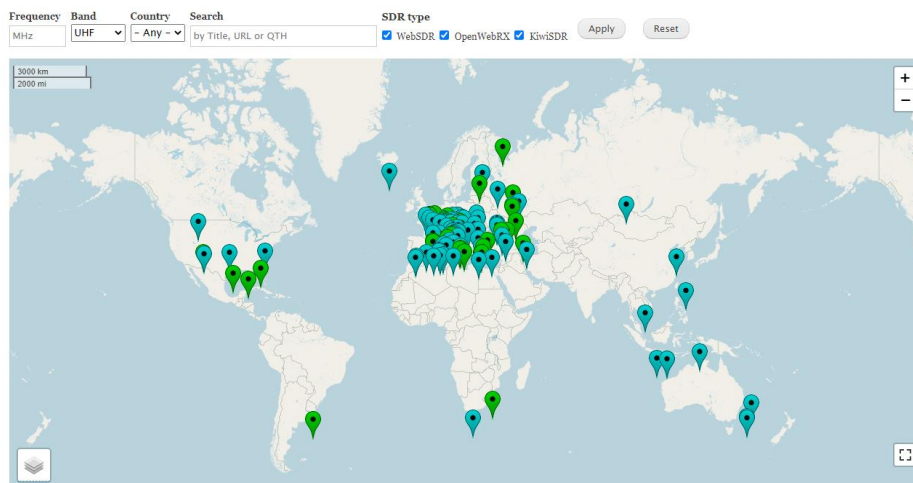 Frequency Band Country Search SDR type
MHz UHF - Any - by Title, URL or QTH WebSDR OpenWebRX KiwiSDR Apply Reset
3000 km
2000 mi
+
−